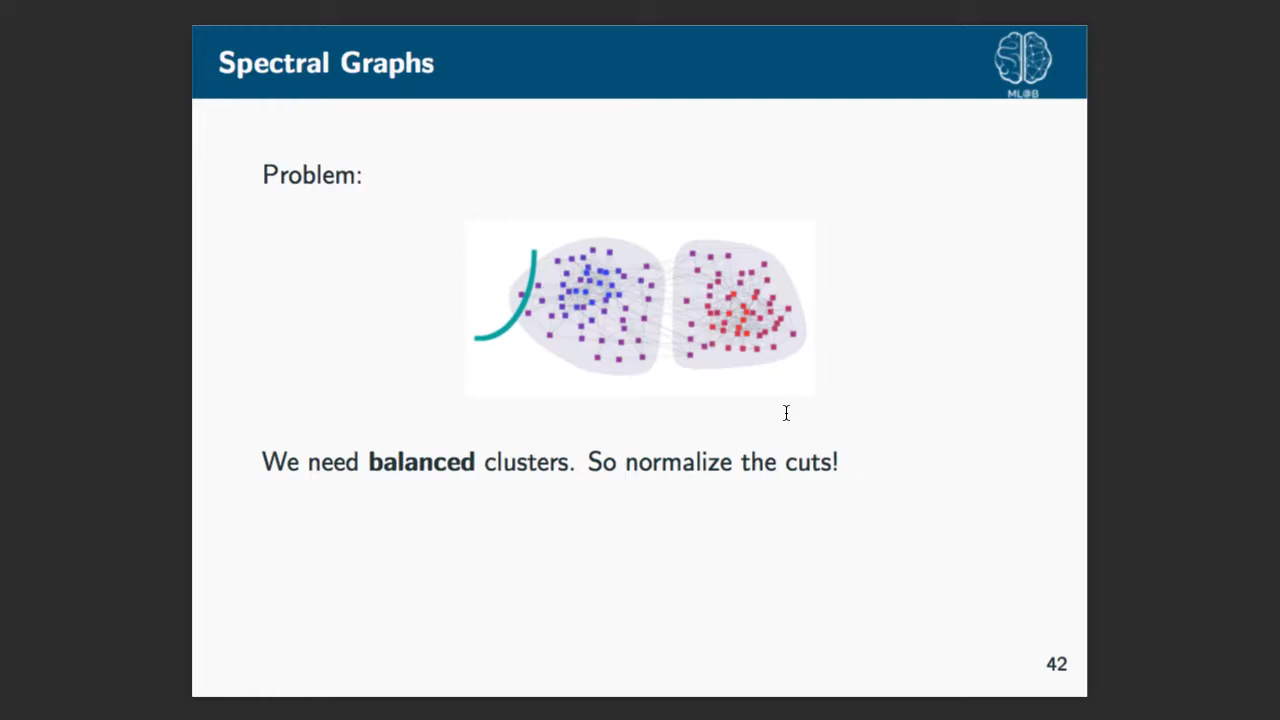 Spectral Graphs
ML@B
Problem:
We need balanced clusters. So normalize the cuts!
42